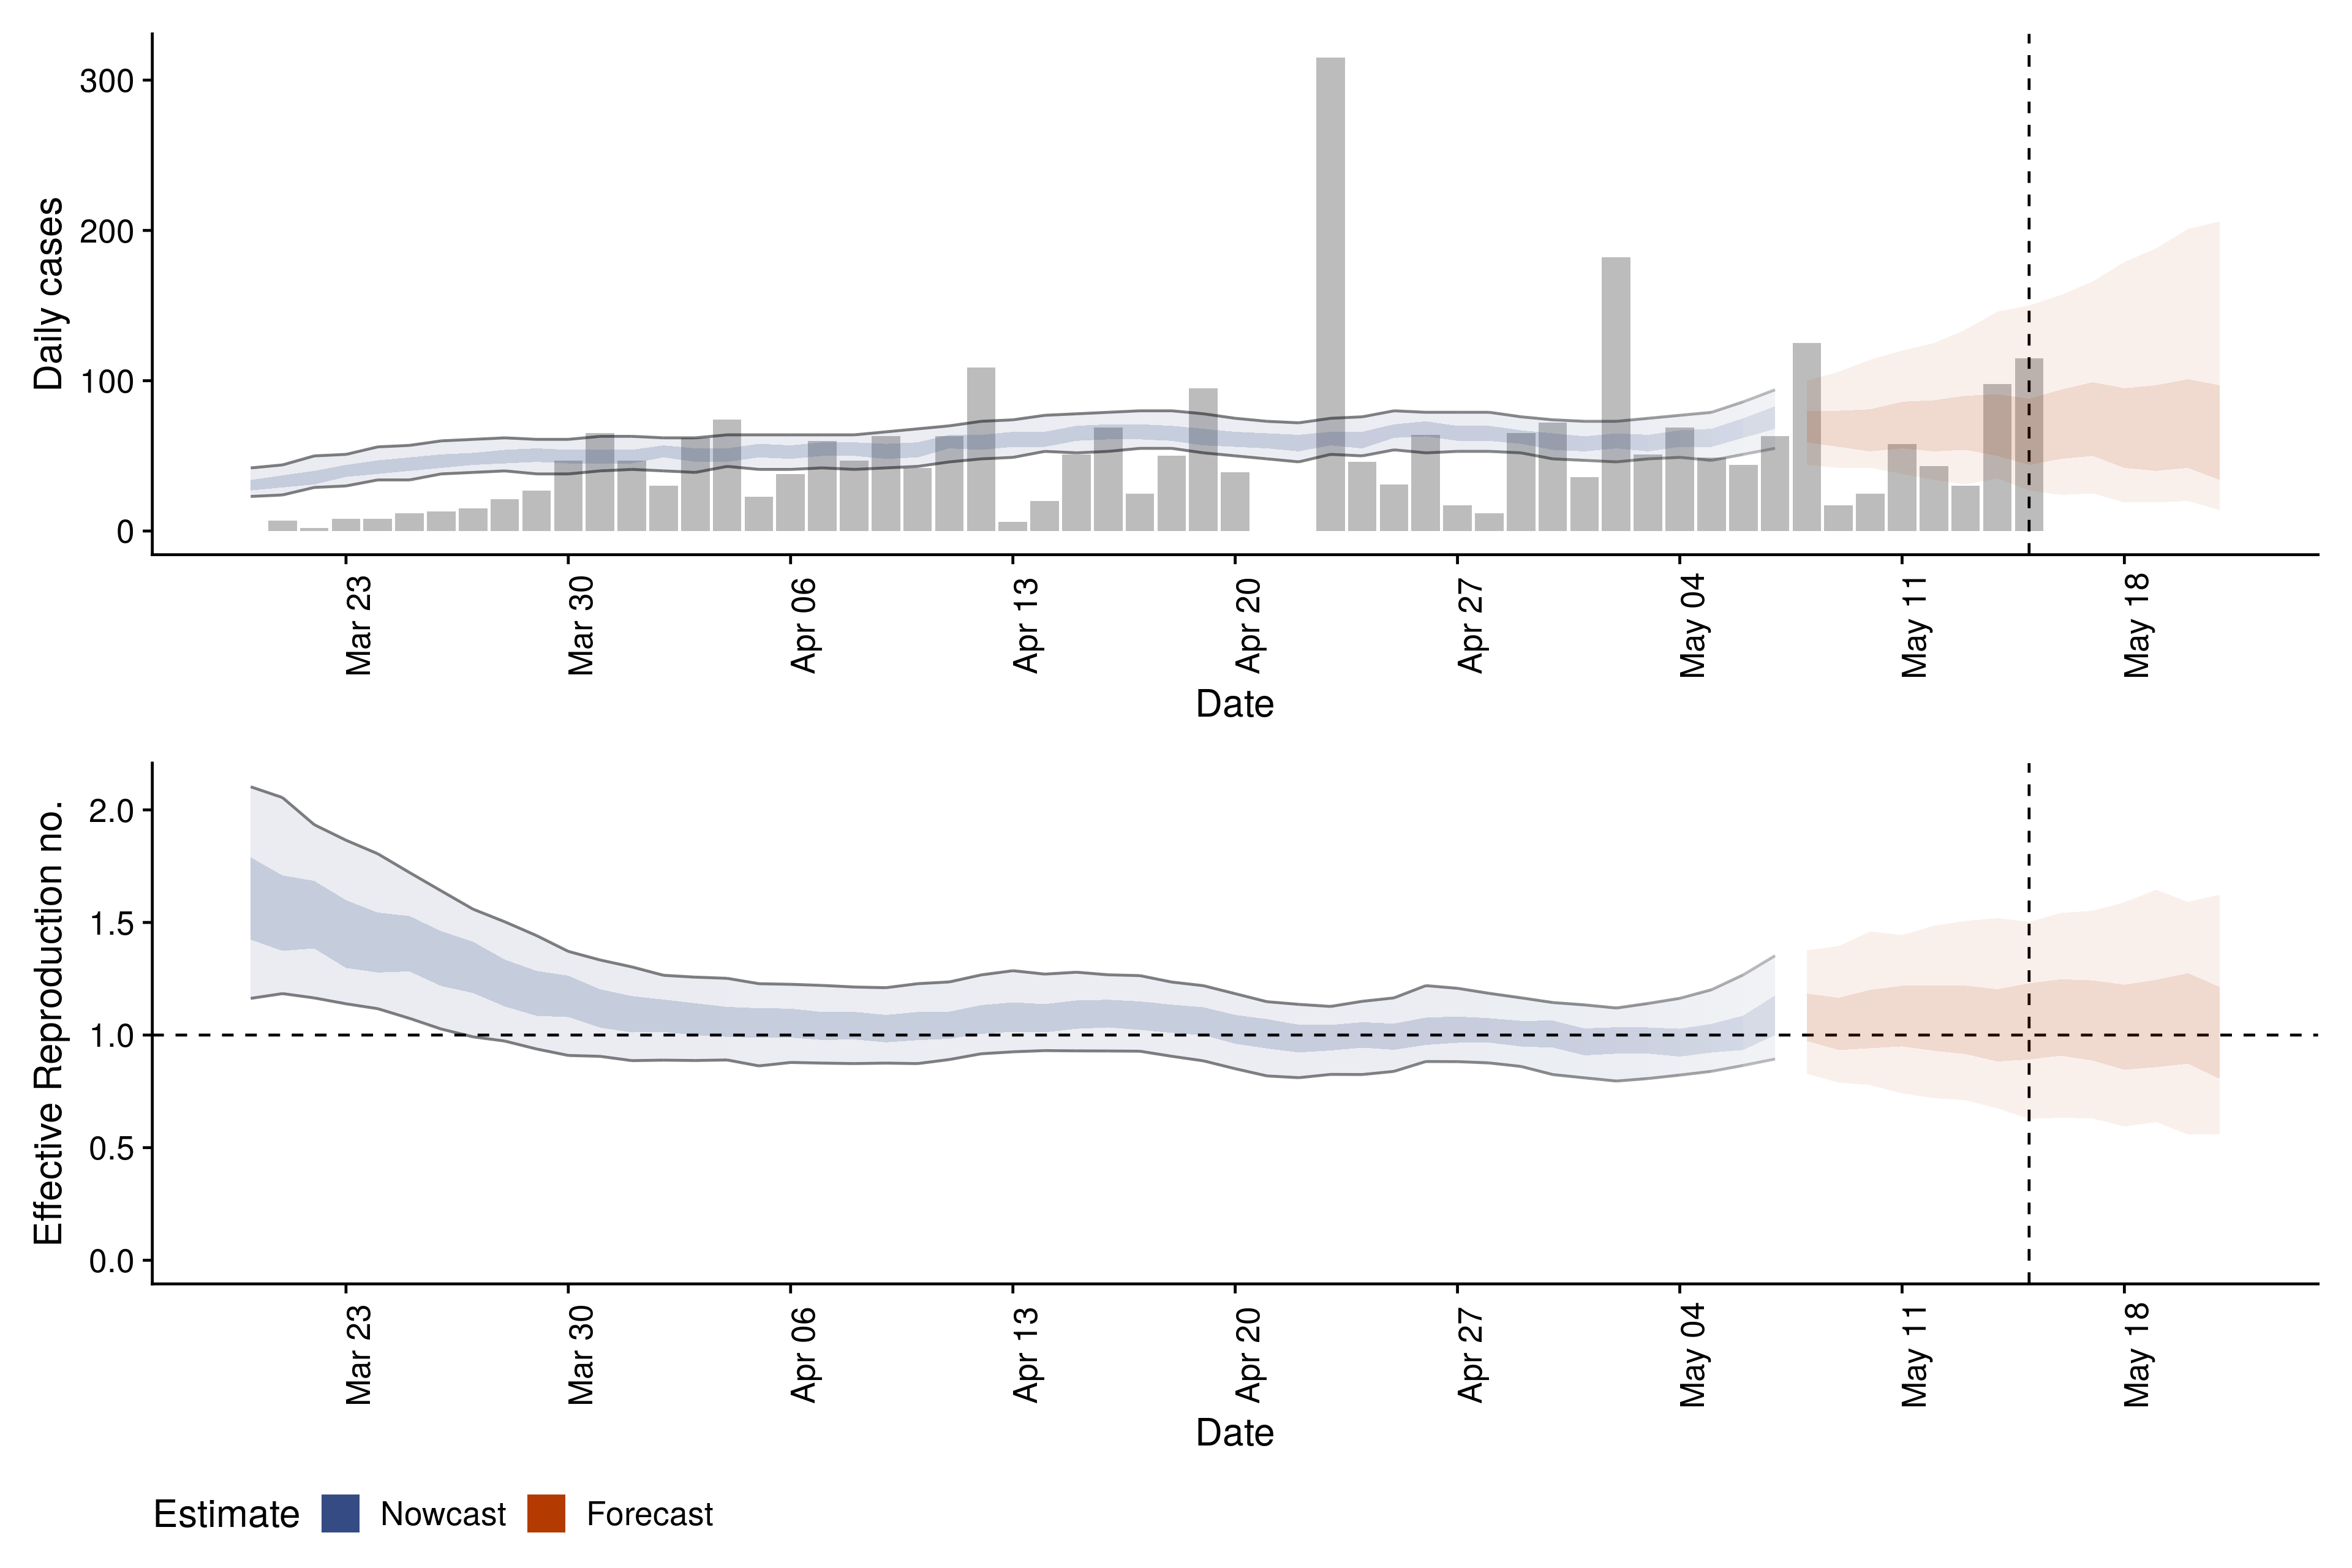 Daily cases
300
200
100
0
Mar 23
Mar 30
Apr 06
Apr 13
Apr 20
Apr 27
May 04
May 11
May 18
Date
Effective Reproduction no.
2.0
1.5
1.0
0.5
0.0
Mar 23
Mar 30
Apr 06
Apr 13
Apr 20
Apr 27
May 04
May 11
May 18
Date
Estimate Nowcast Forecast